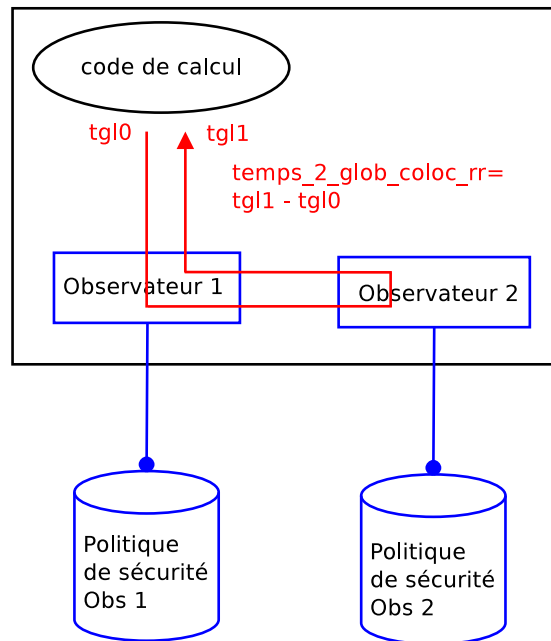 code de calcul
tgl0
tgl1
temps_2_glob_coloc_rr=
tgl1 - tgl0
Observateur 1
Observateur 2
Politique
de sécurité
Obs 1
Politique
de sécurité
Obs 2